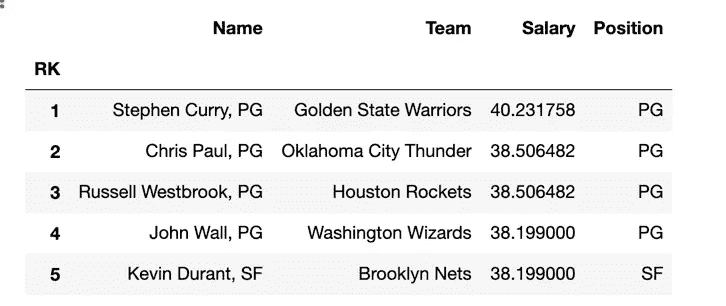 Name Team Salary Position
RK
1 Stephen Curry, PG Golden State Warriors 40.231758 PG
2 Chris Paul, PG Oklahoma City Thunder 38.506482 PG
3 Russell Westbrook, PG Houston Rockets 38.506482 PG
4 John Wall, PG Washington Wizards 38.199000 PG
5 Kevin Durant, SF Brooklyn Nets 38.199000 SF